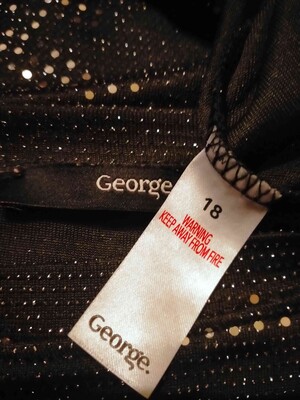 George.
18
WARNING
KEEP AWAY FROM FIRE
George.